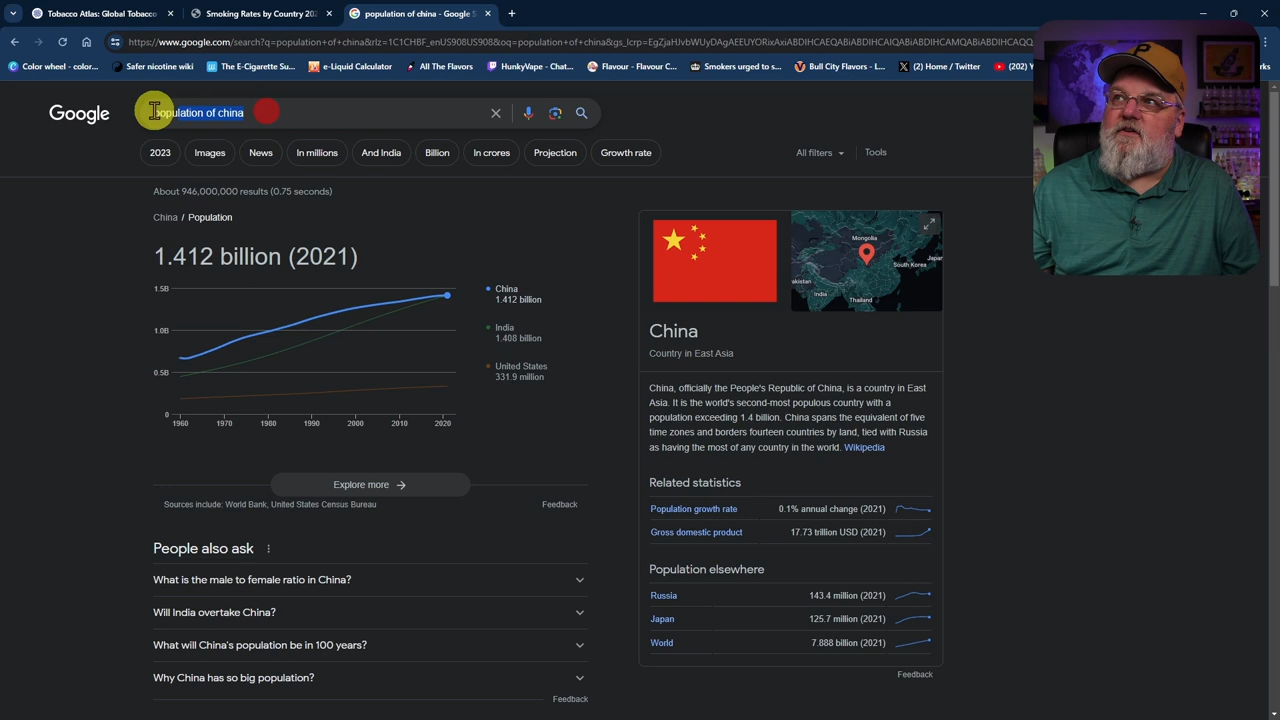 Tobacco Atlas: Global Tobacco
Smoking Rates by Country 202
population of china - Google S
https://www.google.com/search?q=population+of+china&rlz=1C1CHBF_enUS908US908&oq=population+of+china&gs_lcrp=EgZjaHJvbWUyDAgAEEUYORixAxiABDIHCAEQABiABDIHCAIQABiABDIHCAMQABiABDIHCAQQ
Color wheel - color...
Safer nicotine wiki
The E-Cigarette Su...
e-Liquid Calculator
All The Flavors
HunkyVape - Chat...
Flavour - Flavour C...
Smokers urged to s...
Bull City Flavors - L...
(2) Home / Twitter
(202) Y
Google
population of china
2023
Images
News
In millions
And India
Billion
In crores
Projection
Growth rate
All filters
Tools
About 946,000,000 results (0.75 seconds)
China / Population
1.412 billion (2021)
1.5B
1.0B
0.5B
0
1960 1970 1980 1990 2000 2010 2020
China
1.412 billion
India
1.408 billion
United States
331.9 million
Explore more
Sources include: World Bank, United States Census Bureau
Feedback
People also ask
What is the male to female ratio in China?
Will India overtake China?
What will China's population be in 100 years?
Why China has so big population?
Feedback
Mongolia
South Korea
Japa
akistan
India
Thailand
China
Country in East Asia
China, officially the People's Republic of China, is a country in East
Asia. It is the world's second-most populous country with a
population exceeding 1.4 billion. China spans the equivalent of five
time zones and borders fourteen countries by land, tied with Russia
as having the most of any country in the world. Wikipedia
Related statistics
Population growth rate 0.1% annual change (2021)
Gross domestic product 17.73 trillion USD (2021)
Population elsewhere
Russia 143.4 million (2021)
Japan 125.7 million (2021)
World 7.888 billion (2021)
Feedback
P